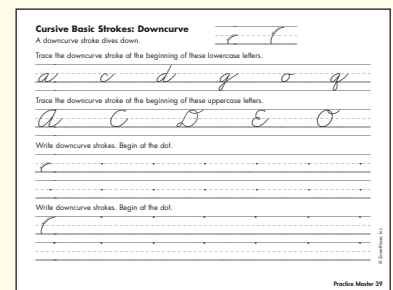 Cursive Basic Strokes: Downcurve
A downcurve stroke dives down.
Trace the downcurve stroke at the beginning of these lowercase letters.
a c d g o q
Trace the downcurve stroke at the beginning of these uppercase letters.
A C D E O
Write downcurve strokes. Begin at the dot.
Write downcurve strokes. Begin at the dot.
© Zaner-Bloser, Inc.
Practice Master 39